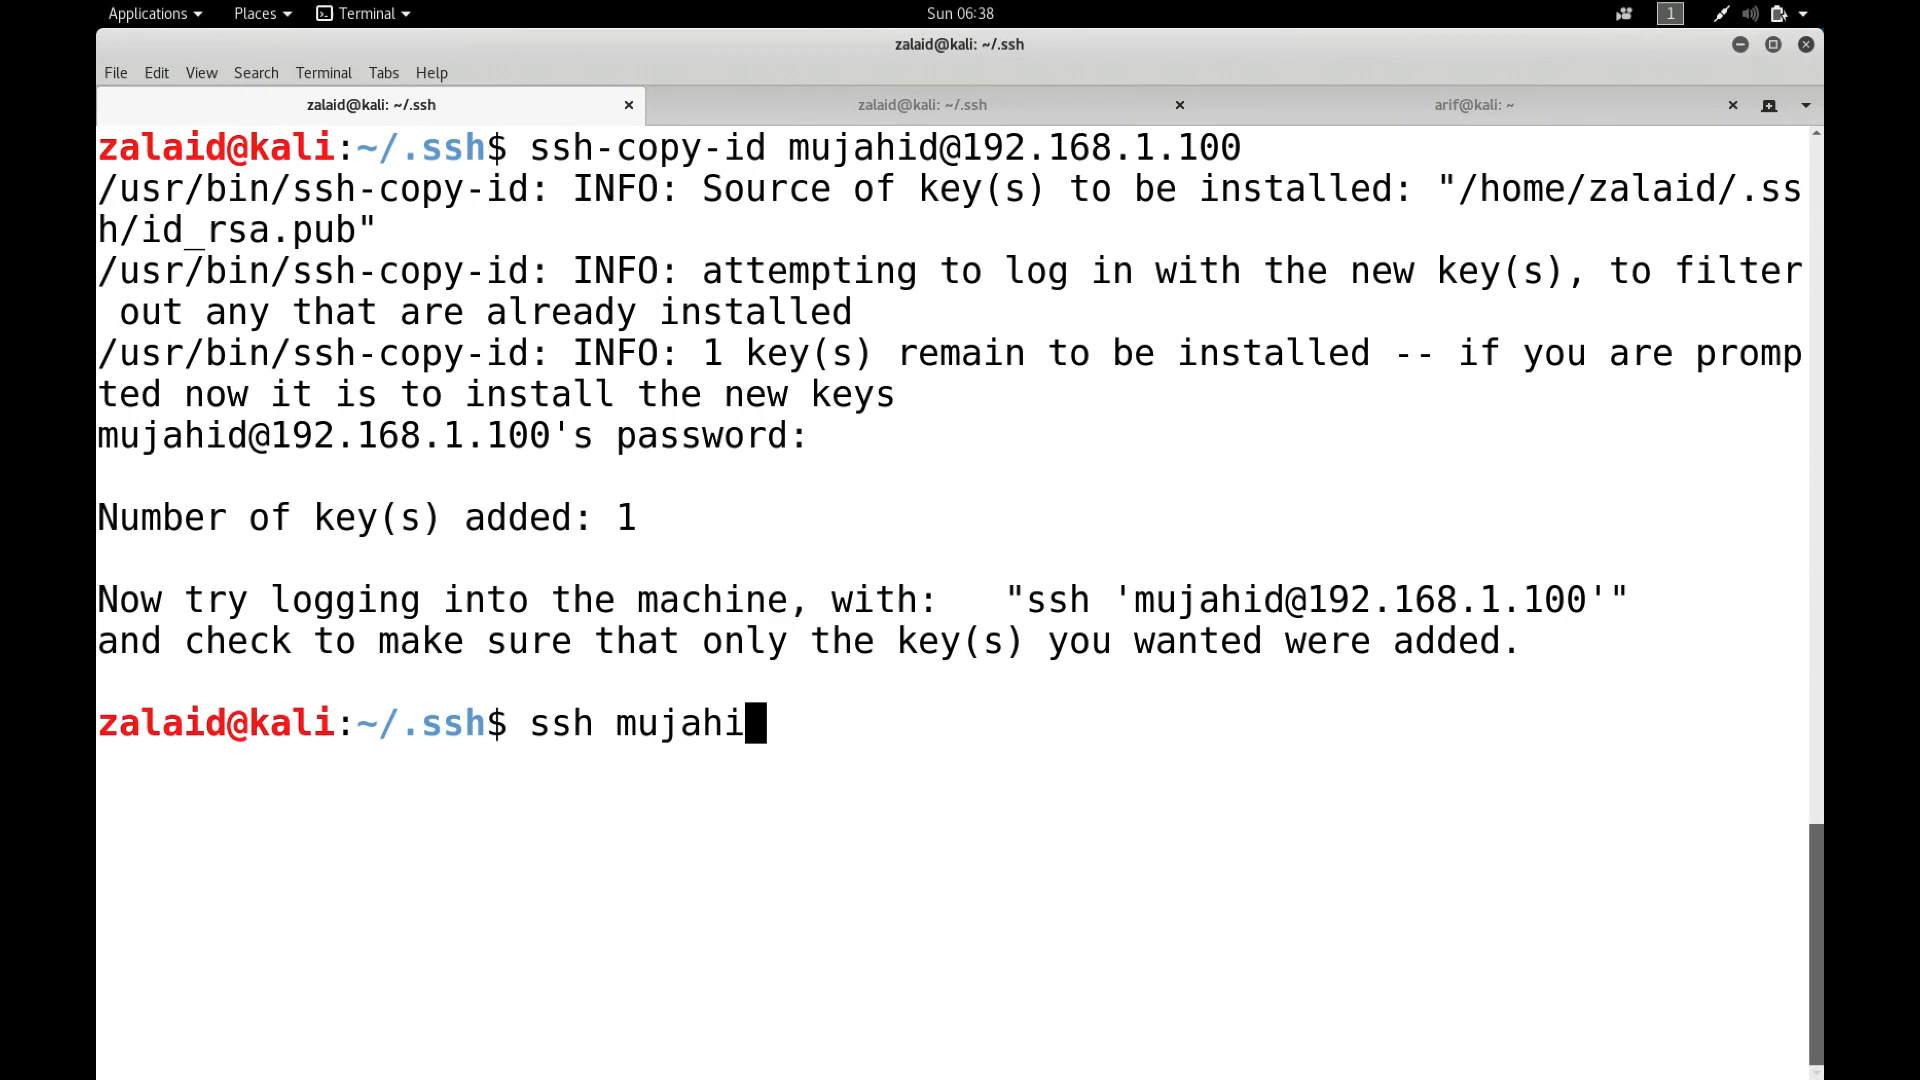 Applications Places Terminal Sun 06:38 1
zalaid@kali: ~/.ssh
File Edit View Search Terminal Tabs Help
zalaid@kali: ~/.ssh zalaid@kali: ~/.ssh arif@kali: ~
zalaid@kali:~/.ssh$ ssh-copy-id mujahid@192.168.1.100
/usr/bin/ssh-copy-id: INFO: Source of key(s) to be installed: "/home/zalaid/.ss
h/id_rsa.pub"
/usr/bin/ssh-copy-id: INFO: attempting to log in with the new key(s), to filter
 out any that are already installed
/usr/bin/ssh-copy-id: INFO: 1 key(s) remain to be installed -- if you are promp
ted now it is to install the new keys
mujahid@192.168.1.100's password:
Number of key(s) added: 1
Now try logging into the machine, with:   "ssh 'mujahid@192.168.1.100'"
and check to make sure that only the key(s) you wanted were added.
zalaid@kali:~/.ssh$ ssh mujahi